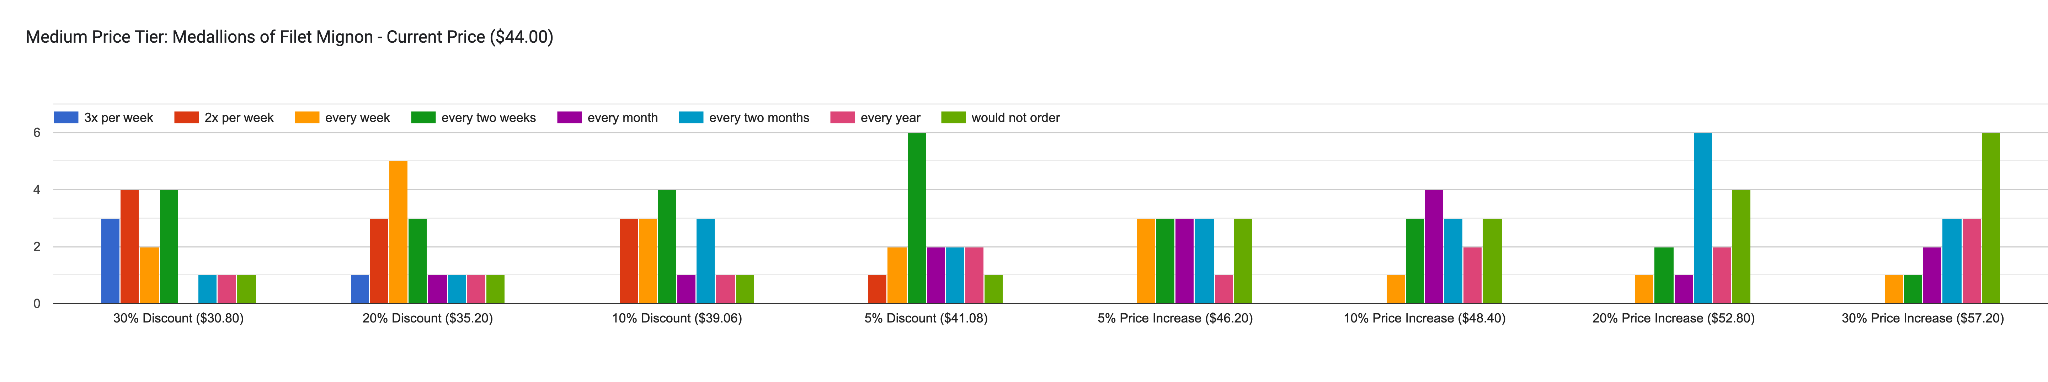 Medium Price Tier: Medallions of Filet Mignon - Current Price ($44.00)
3x per week 2x per week every week every two weeks every month every two months every year would not order
6
4
2
0
30% Discount ($30.80) 20% Discount ($35.20) 10% Discount ($39.06) 5% Discount ($41.08) 5% Price Increase ($46.20) 10% Price Increase ($48.40) 20% Price Increase ($52.80) 30% Price Increase ($57.20)